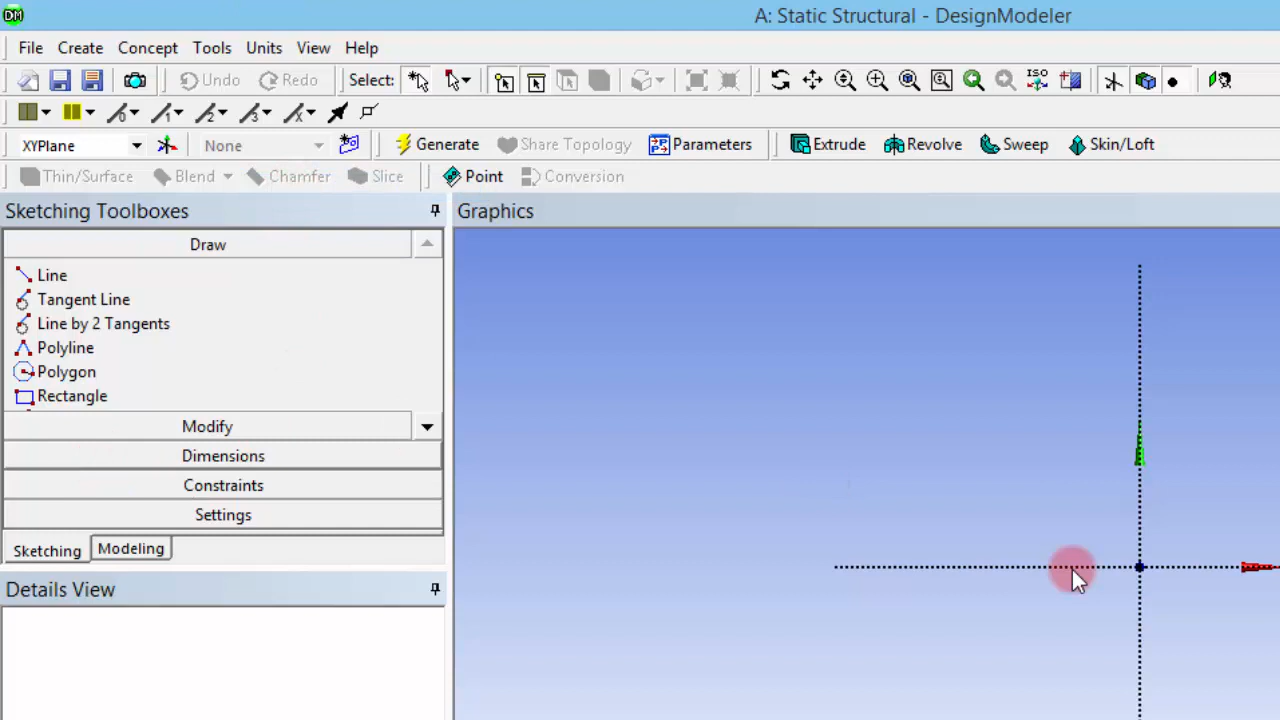 DM A: Static Structural - DesignModeler
File Create Concept Tools Units View Help
Undo Redo Select: ISO
XYPlane None Generate Share Topology Parameters Extrude Revolve Sweep Skin/Loft
Thin/Surface Blend Chamfer Slice Point Conversion
Sketching Toolboxes
Graphics
Draw
Line
Tangent Line
Line by 2 Tangents
Polyline
Polygon
Rectangle
Modify
Dimensions
Constraints
Settings
Sketching Modeling
Details View